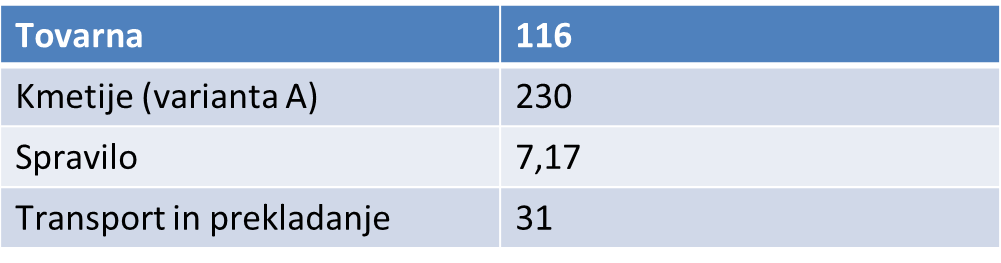 Tovarna 116
Kmetije (varianta A) 230
Spravilo 7,17
Transport in prekladanje 31